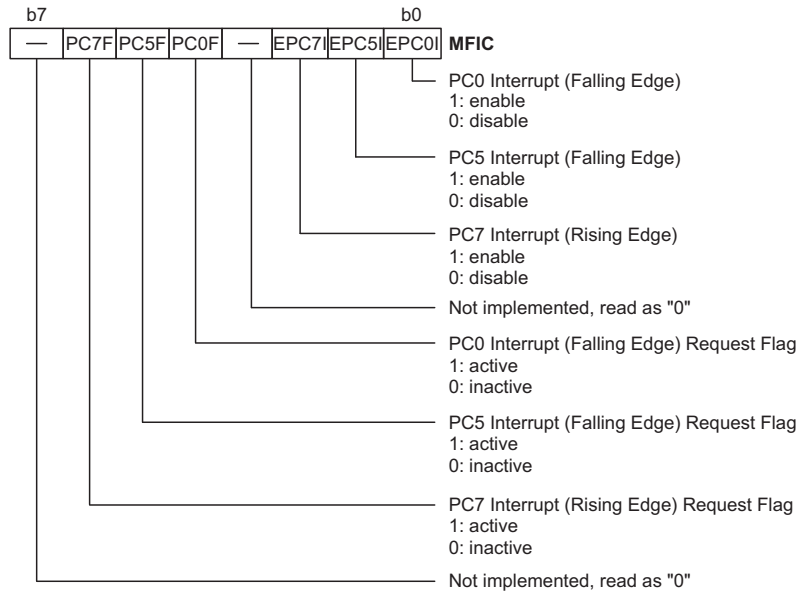 b7 b0
— PC7F PC5F PC0F — EPC7I EPC5I EPC0I MFIC
PC0 Interrupt (Falling Edge)
1: enable
0: disable
PC5 Interrupt (Falling Edge)
1: enable
0: disable
PC7 Interrupt (Rising Edge)
1: enable
0: disable
Not implemented, read as "0"
PC0 Interrupt (Falling Edge) Request Flag
1: active
0: inactive
PC5 Interrupt (Falling Edge) Request Flag
1: active
0: inactive
PC7 Interrupt (Rising Edge) Request Flag
1: active
0: inactive
Not implemented, read as "0"